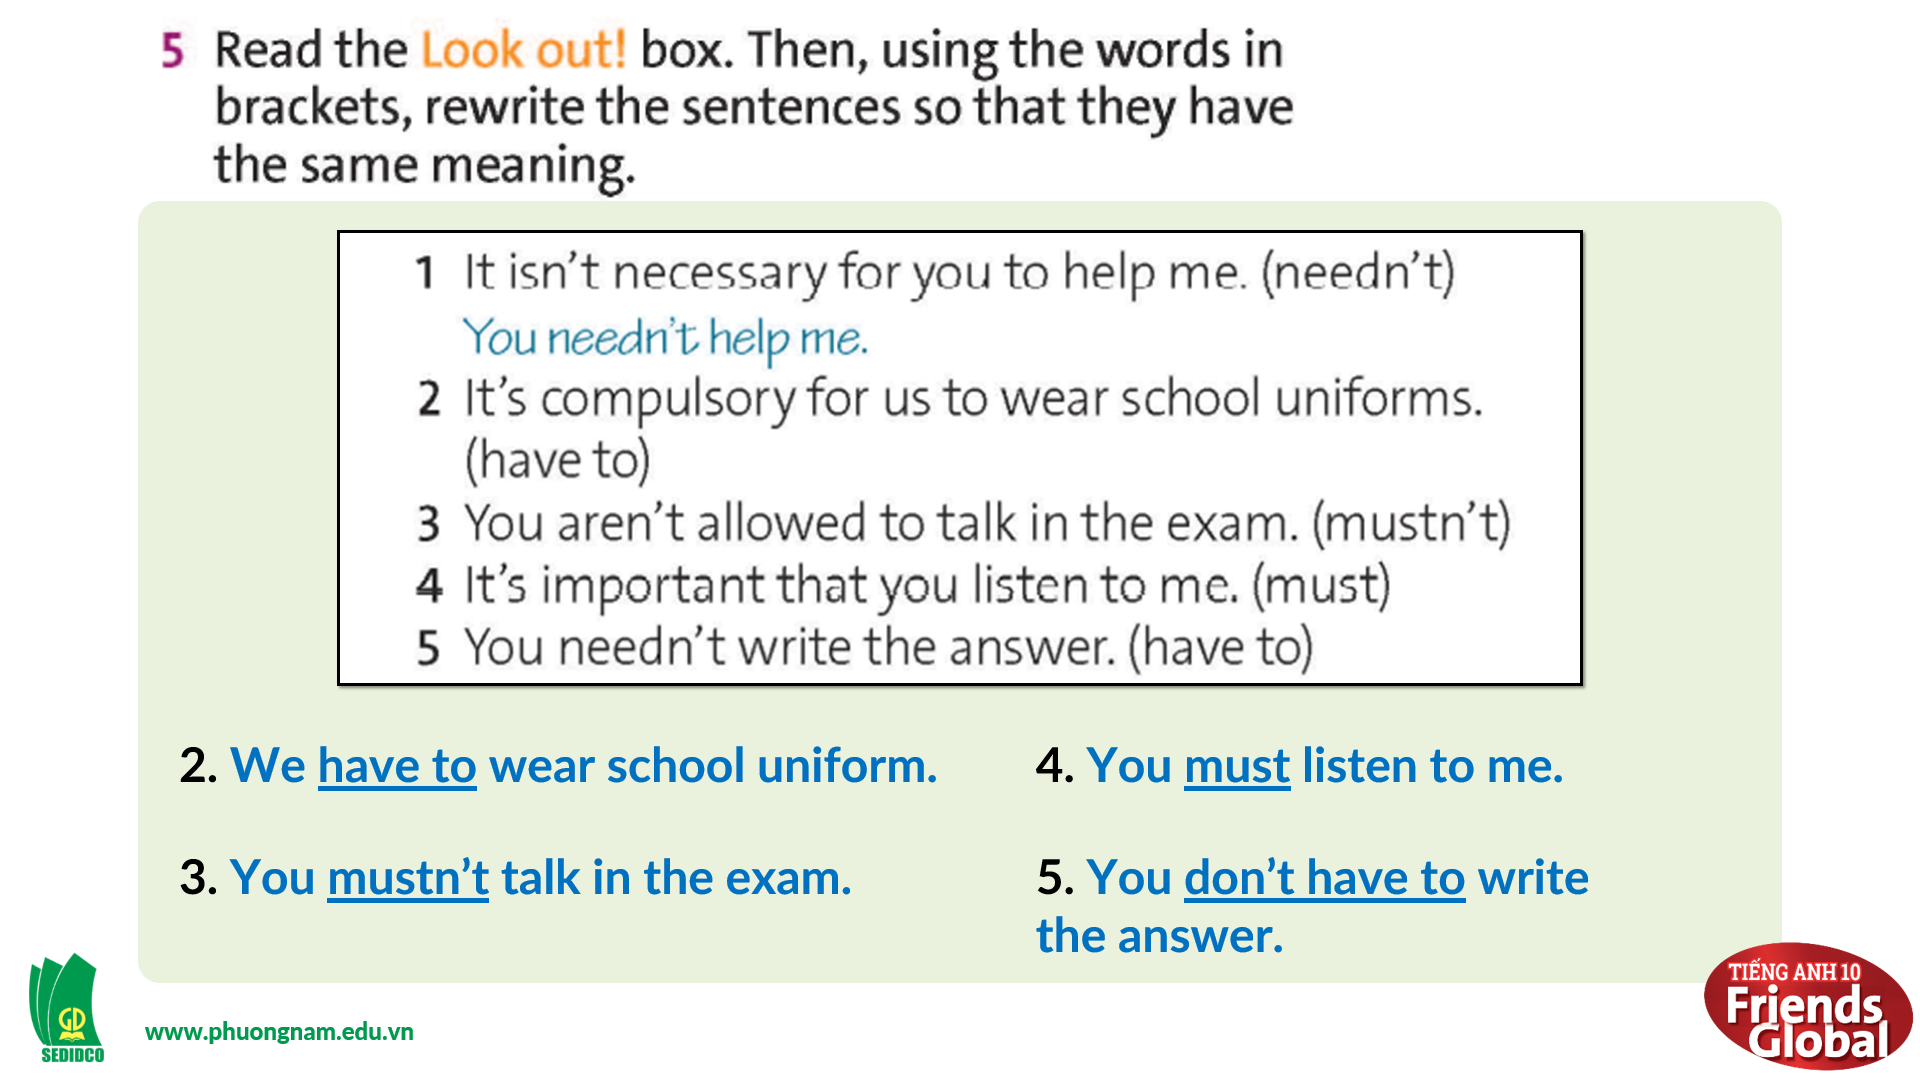 5 Read the Look out! box. Then, using the words in
brackets, rewrite the sentences so that they have
the same meaning.
1 It isn't necessary for you to help me. (needn't)
You needn't help me.
2 It's compulsory for us to wear school uniforms.
(have to)
3 You aren't allowed to talk in the exam. (mustn't)
4 It's important that you listen to me. (must)
5 You needn't write the answer. (have to)
2. We have to wear school uniform.
3. You mustn't talk in the exam.
4. You must listen to me.
5. You don't have to write
the answer.
GD
SEDIDCO
www.phuongnam.edu.vn
TIẾNG ANH 10
Friends
Global